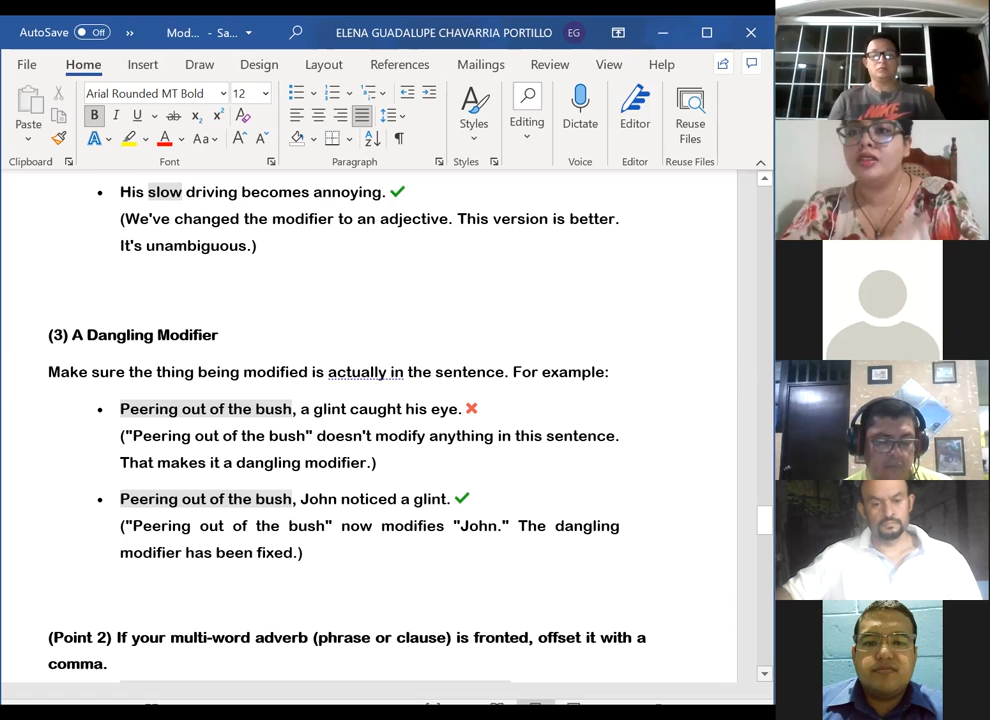 AutoSave Off Mod... - Sa... ELENA GUADALUPE CHAVARRIA PORTILLO EG
File Home Insert Draw Design Layout References Mailings Review View Help
Arial Rounded MT Bold 12
Paste B I U ab x₂ x² Styles Editing Dictate Editor Reuse Files
A A Aa A A
Clipboard Font Paragraph Styles Voice Editor Reuse Files
• His slow driving becomes annoying. ✓
(We've changed the modifier to an adjective. This version is better.
It's unambiguous.)
(3) A Dangling Modifier
Make sure the thing being modified is actually in the sentence. For example:
• Peering out of the bush, a glint caught his eye. ✗
("Peering out of the bush" doesn't modify anything in this sentence.
That makes it a dangling modifier.)
• Peering out of the bush, John noticed a glint. ✓
("Peering out of the bush" now modifies "John." The dangling
modifier has been fixed.)
(Point 2) If your multi-word adverb (phrase or clause) is fronted, offset it with a
comma.
NIKE